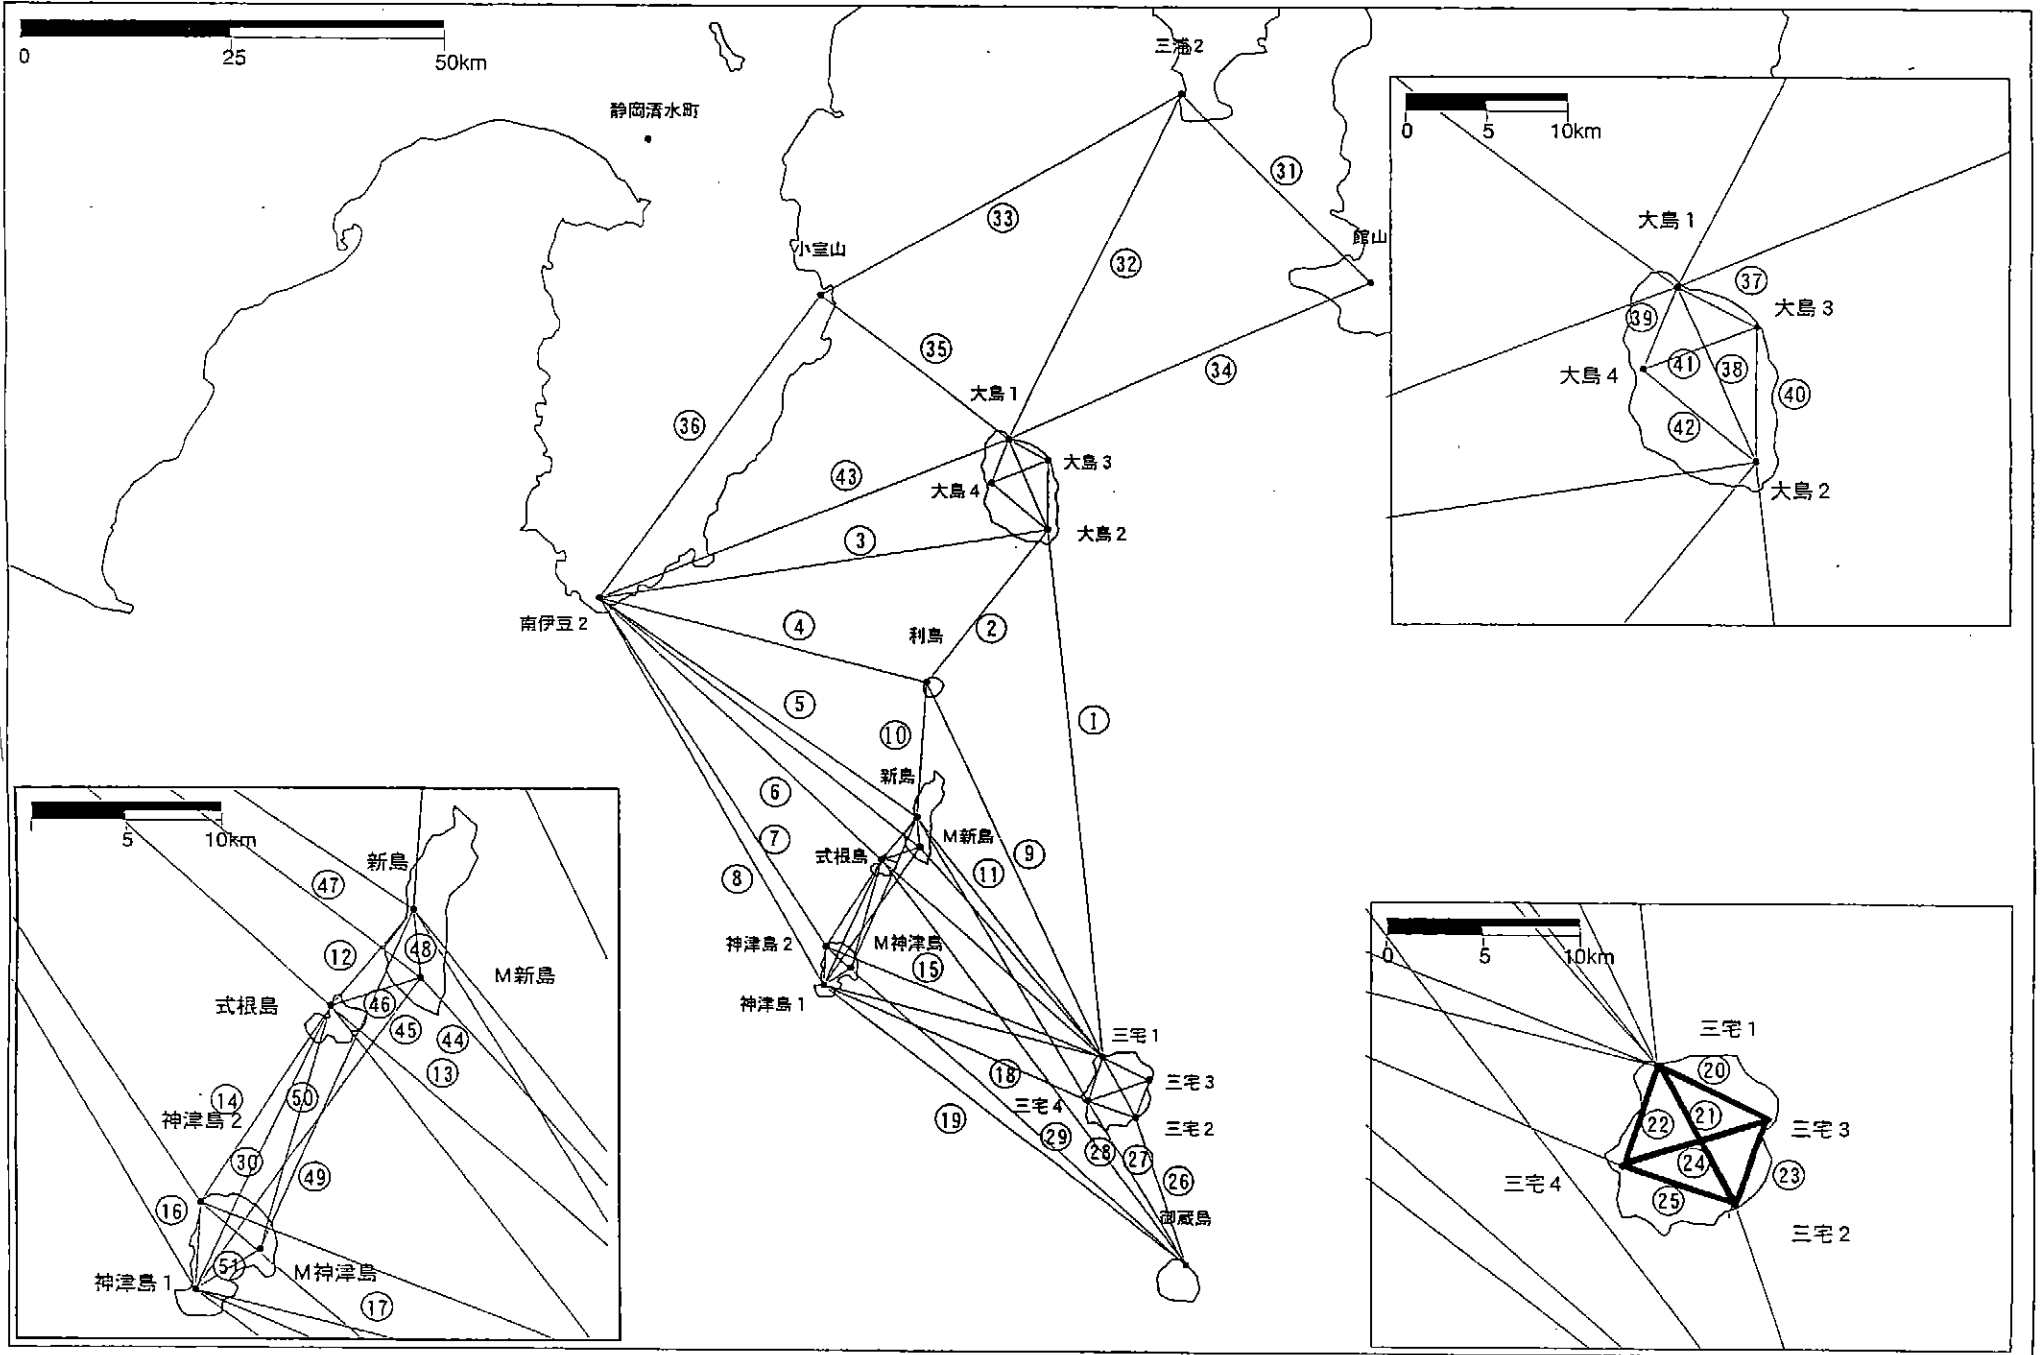 0 25 50km
静岡清水町
三浦2
館山
小室山
㉛
㉝
㉜
㉟
㉞
㊱
大島1
大島3
大島4
大島2
㊸
③
南伊豆2
④
利島
②
⑤
①
⑩
新島
⑥
M新島
⑦
式根島
⑨
⑪
⑧
神津島2
M神津島
⑮
神津島1
三宅1
⑱
三宅3
三宅4
⑲
三宅2
㉙
㉘
㉗
㉖
御蔵島
0 5 10km
大島1
㊲
大島3
㊴
大島4
㊶
㊳
㊵
㊷
大島2
5 10km
新島
㊼
⑫
㊽
M新島
式根島
㊻
㊺
㊹
⑬
⑭
㊿
神津島2
㉚
㊾
⑯
51
M神津島
神津島1
⑰
0 5 10km
三宅1
⑳
㉒
㉑
三宅3
㉔
㉓
三宅4
㉕
三宅2